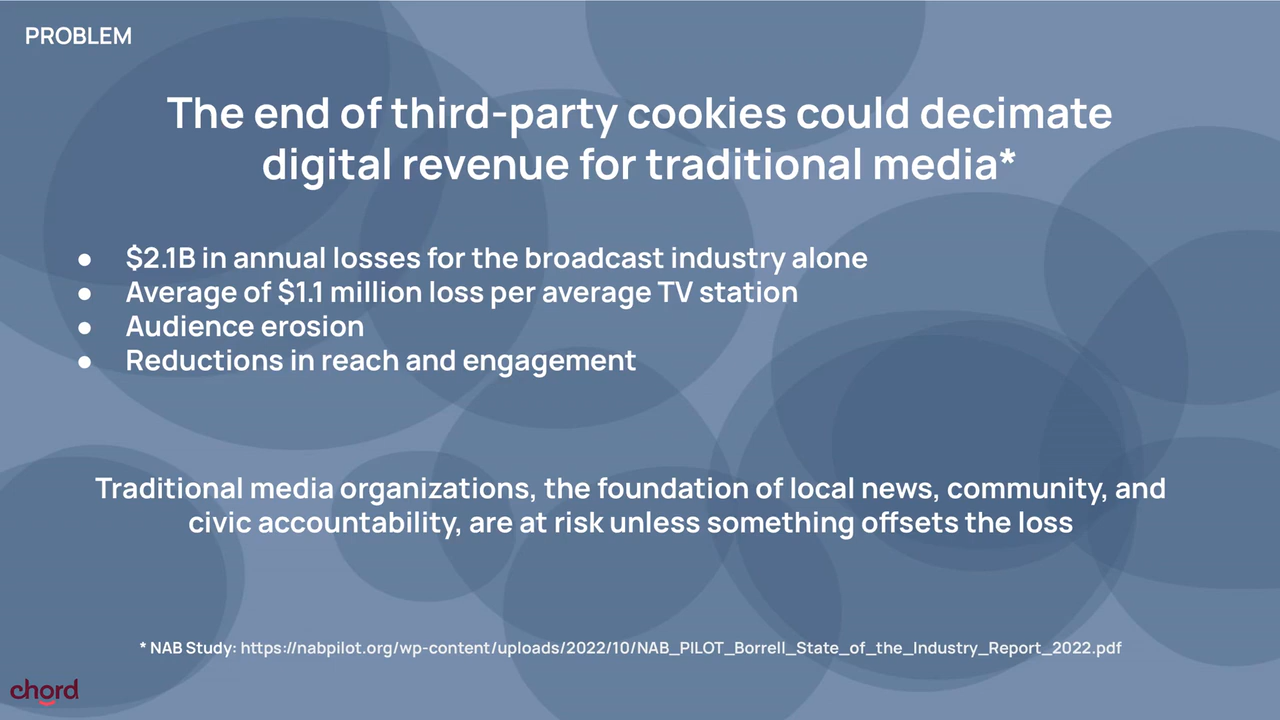 PROBLEM
The end of third-party cookies could decimate
digital revenue for traditional media*
● $2.1B in annual losses for the broadcast industry alone
● Average of $1.1 million loss per average TV station
● Audience erosion
● Reductions in reach and engagement
Traditional media organizations, the foundation of local news, community, and
civic accountability, are at risk unless something offsets the loss
* NAB Study: https://nabpilot.org/wp-content/uploads/2022/10/NAB_PILOT_Borrell_State_of_the_Industry_Report_2022.pdf
chord